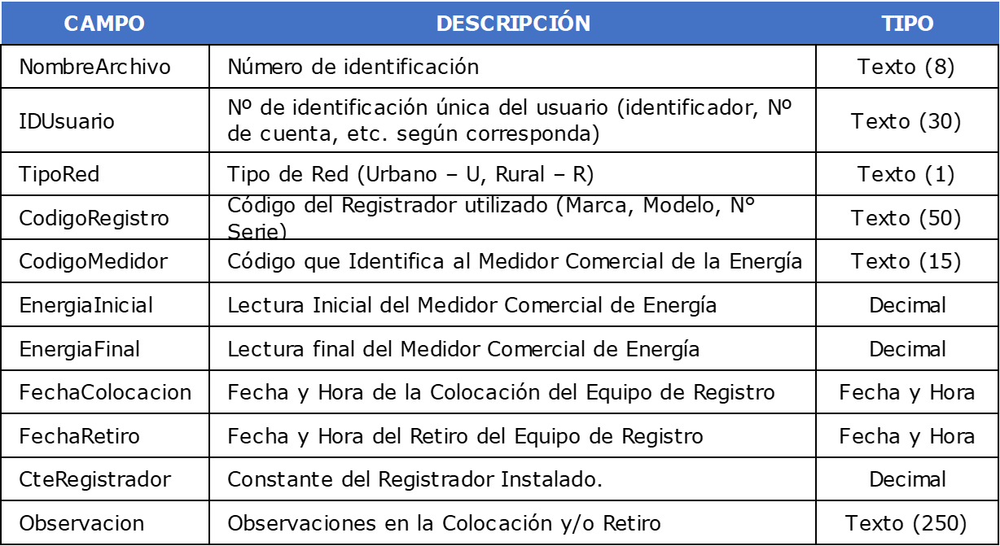 CAMPO DESCRIPCIÓN TIPO
NombreArchivo Número de identificación Texto (8)
IDUsuario Nº de identificación única del usuario (identificador, Nº
de cuenta, etc. según corresponda) Texto (30)
TipoRed Tipo de Red (Urbano – U, Rural – R) Texto (1)
CodigoRegistro Código del Registrador utilizado (Marca, Modelo, N°
Serie) Texto (50)
CodigoMedidor Código que Identifica al Medidor Comercial de la Energía Texto (15)
EnergiaInicial Lectura Inicial del Medidor Comercial de Energía Decimal
EnergiaFinal Lectura final del Medidor Comercial de Energía Decimal
FechaColocacion Fecha y Hora de la Colocación del Equipo de Registro Fecha y Hora
FechaRetiro Fecha y Hora del Retiro del Equipo de Registro Fecha y Hora
CteRegistrador Constante del Registrador Instalado. Decimal
Observacion Observaciones en la Colocación y/o Retiro Texto (250)